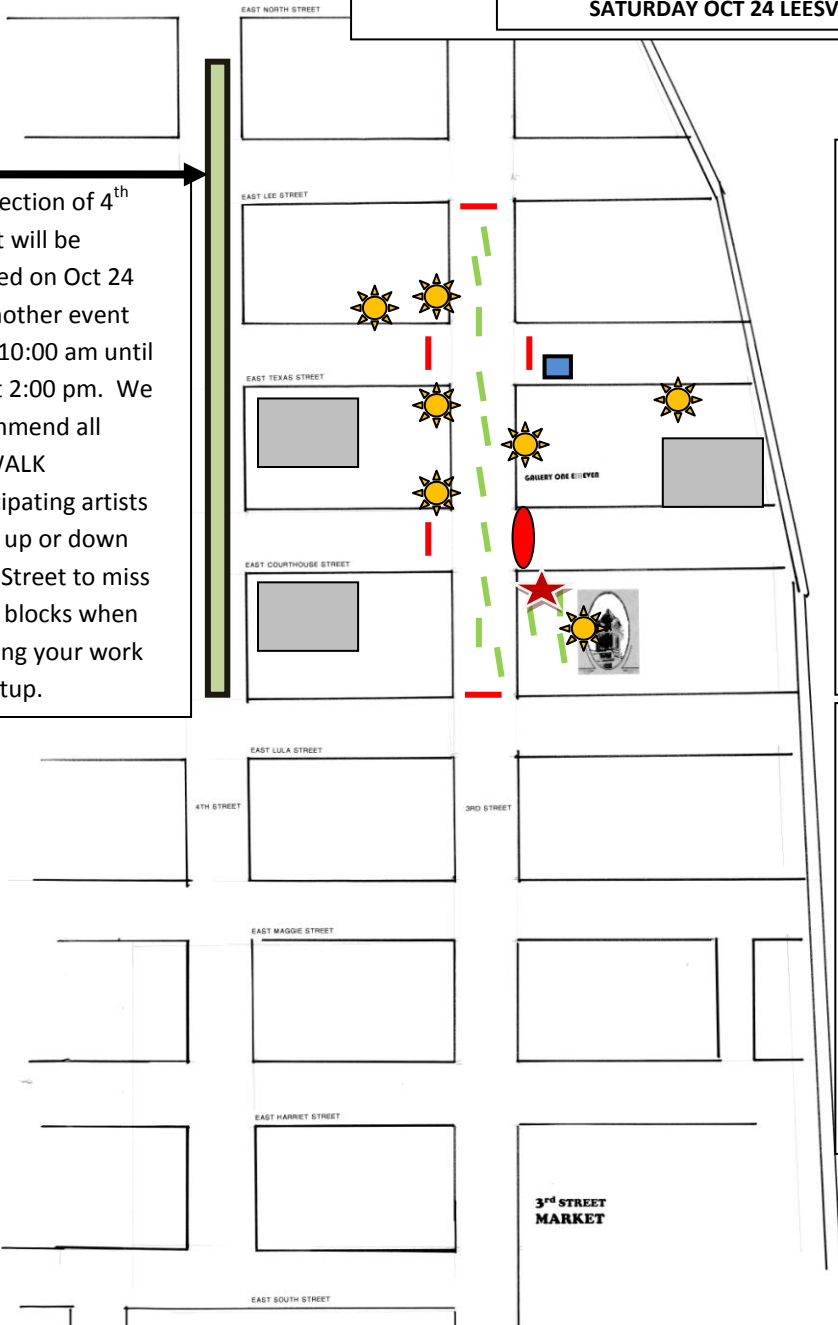 SATURDAY OCT 24 LEESV
EAST NORTH STREET
ection of 4th
t will be
ed on Oct 24
nother event
10:00 am until
t 2:00 pm. We
mmend all
WALK
cipating artists
up or down
Street to miss
blocks when
ing your work
tup.
EAST LEE STREET
EAST TEXAS STREET
GALLERY ONE ELEVEN
EAST COURTHOUSE STREET
EAST LULA STREET
4TH STREET
3RD STREET
EAST MAGGIE STREET
EAST HARRIET STREET
3rd STREET
MARKET
EAST SOUTH STREET